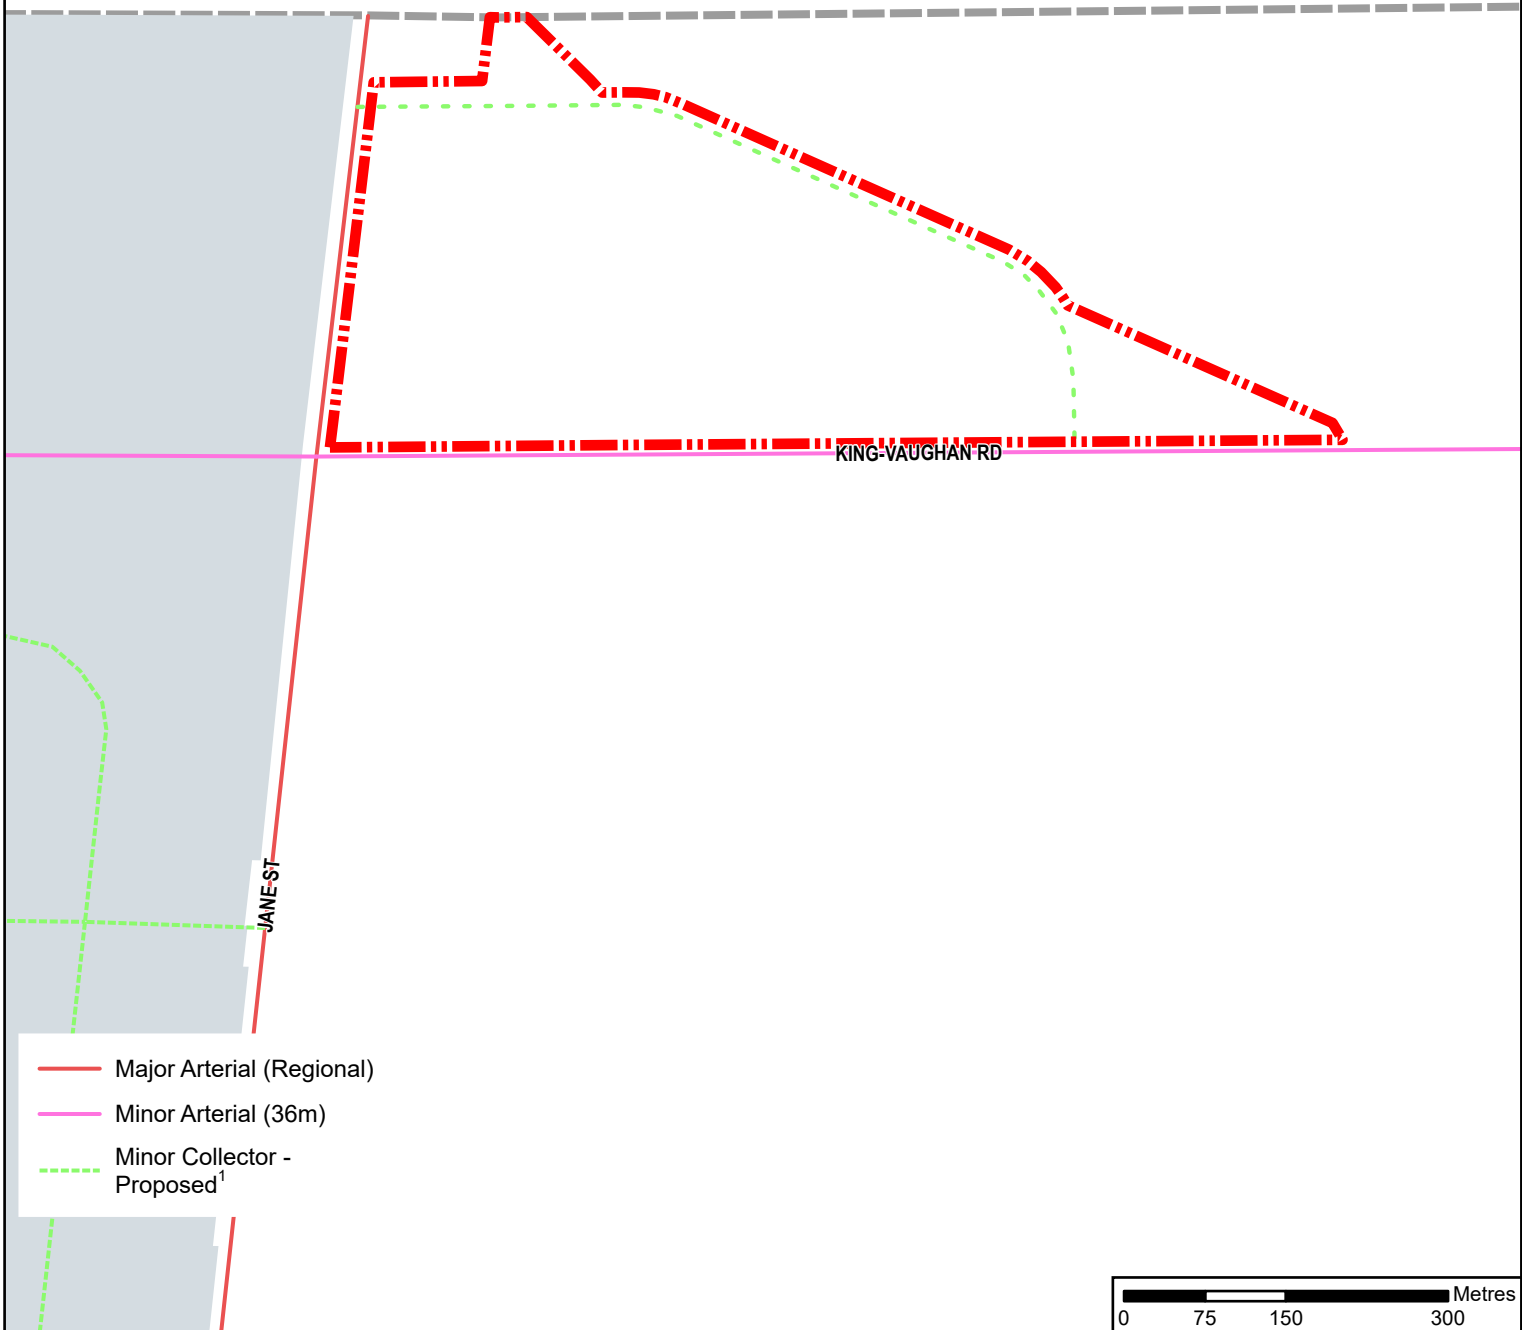 KING-VAUGHAN RD
JANE ST
Major Arterial (Regional)
Minor Arterial (36m)
Minor Collector -
Proposed¹
Metres
0 75 150 300